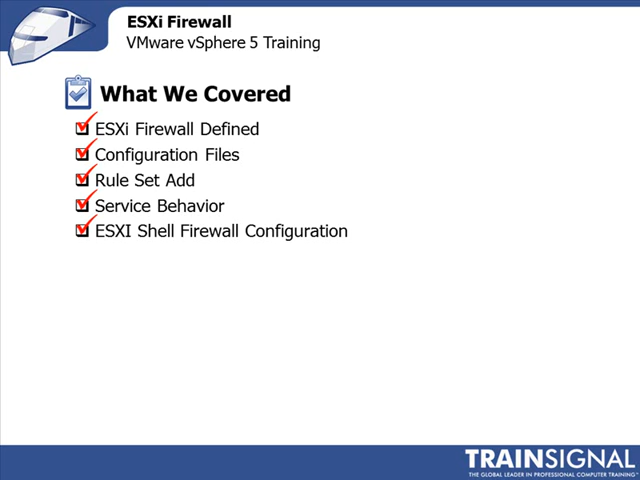 ESXi Firewall
VMware vSphere 5 Training
What We Covered
ESXi Firewall Defined
Configuration Files
Rule Set Add
Service Behavior
ESXI Shell Firewall Configuration
TRAINSIGNAL
THE GLOBAL LEADER IN PROFESSIONAL COMPUTER TRAINING™